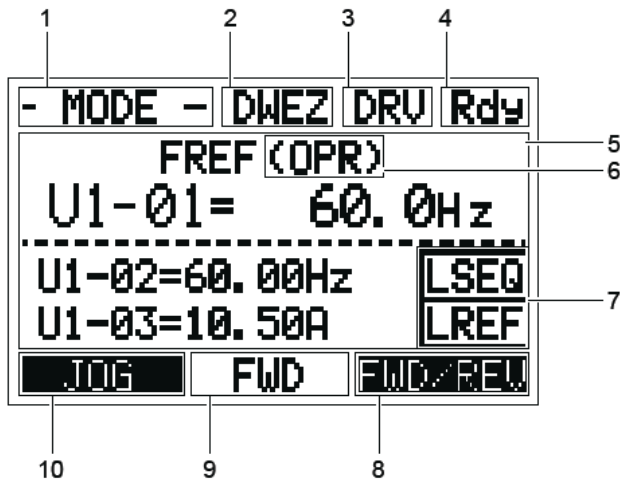 1 2 3 4
- MODE - DWEZ DRV Rdy
5
FREF (OPR)
6
U1-01= 60.0Hz
U1-02=60.00Hz LSEQ
7
U1-03=10.50A LREF
JOG FWD FWD/REV
10 9 8